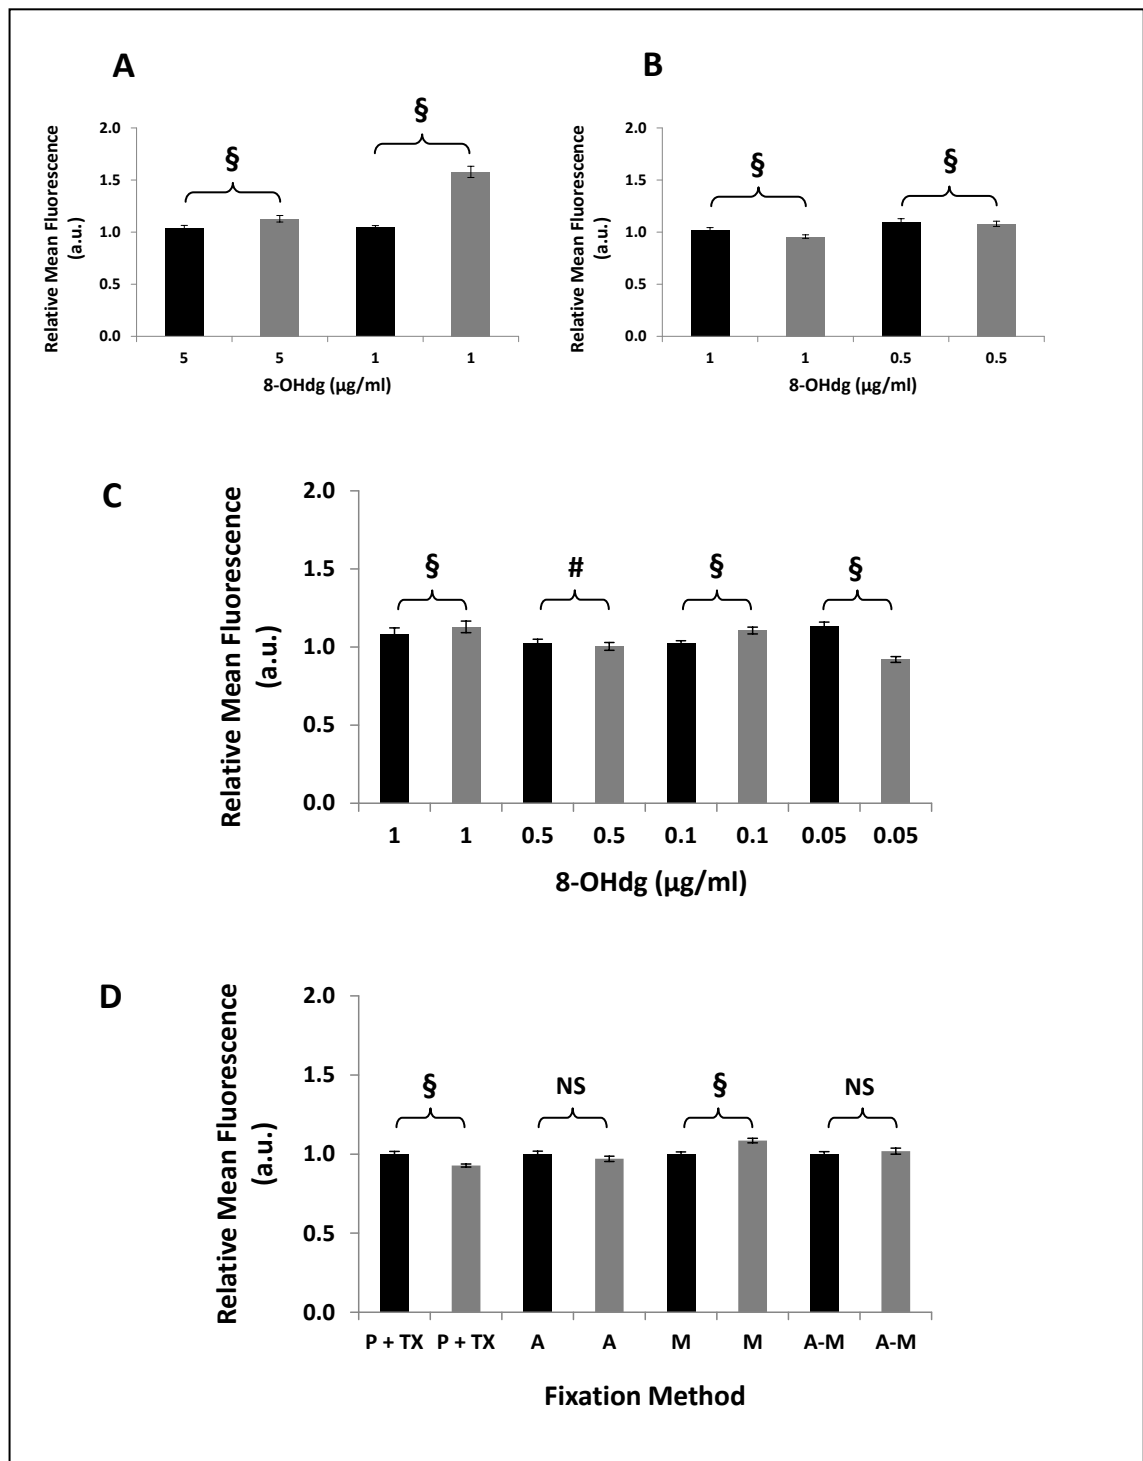 A
Relative Mean Fluorescence
(a.u.)
2.0
1.5
1.0
0.5
0.0
§
§
5 5 1 1
8-OHdg (µg/ml)
B
Relative Mean Fluorescence
(a.u.)
2.0
1.5
1.0
0.5
0.0
§
§
1 1 0.5 0.5
8-OHdg (µg/ml)
C
Relative Mean Fluorescence
(a.u.)
2.0
1.5
1.0
0.5
0.0
§ # § §
1 1 0.5 0.5 0.1 0.1 0.05 0.05
8-OHdg (µg/ml)
D
Relative Mean Fluorescence
(a.u.)
2.0
1.5
1.0
0.5
0.0
§ NS § NS
P + TX P + TX A A M M A-M A-M
Fixation Method